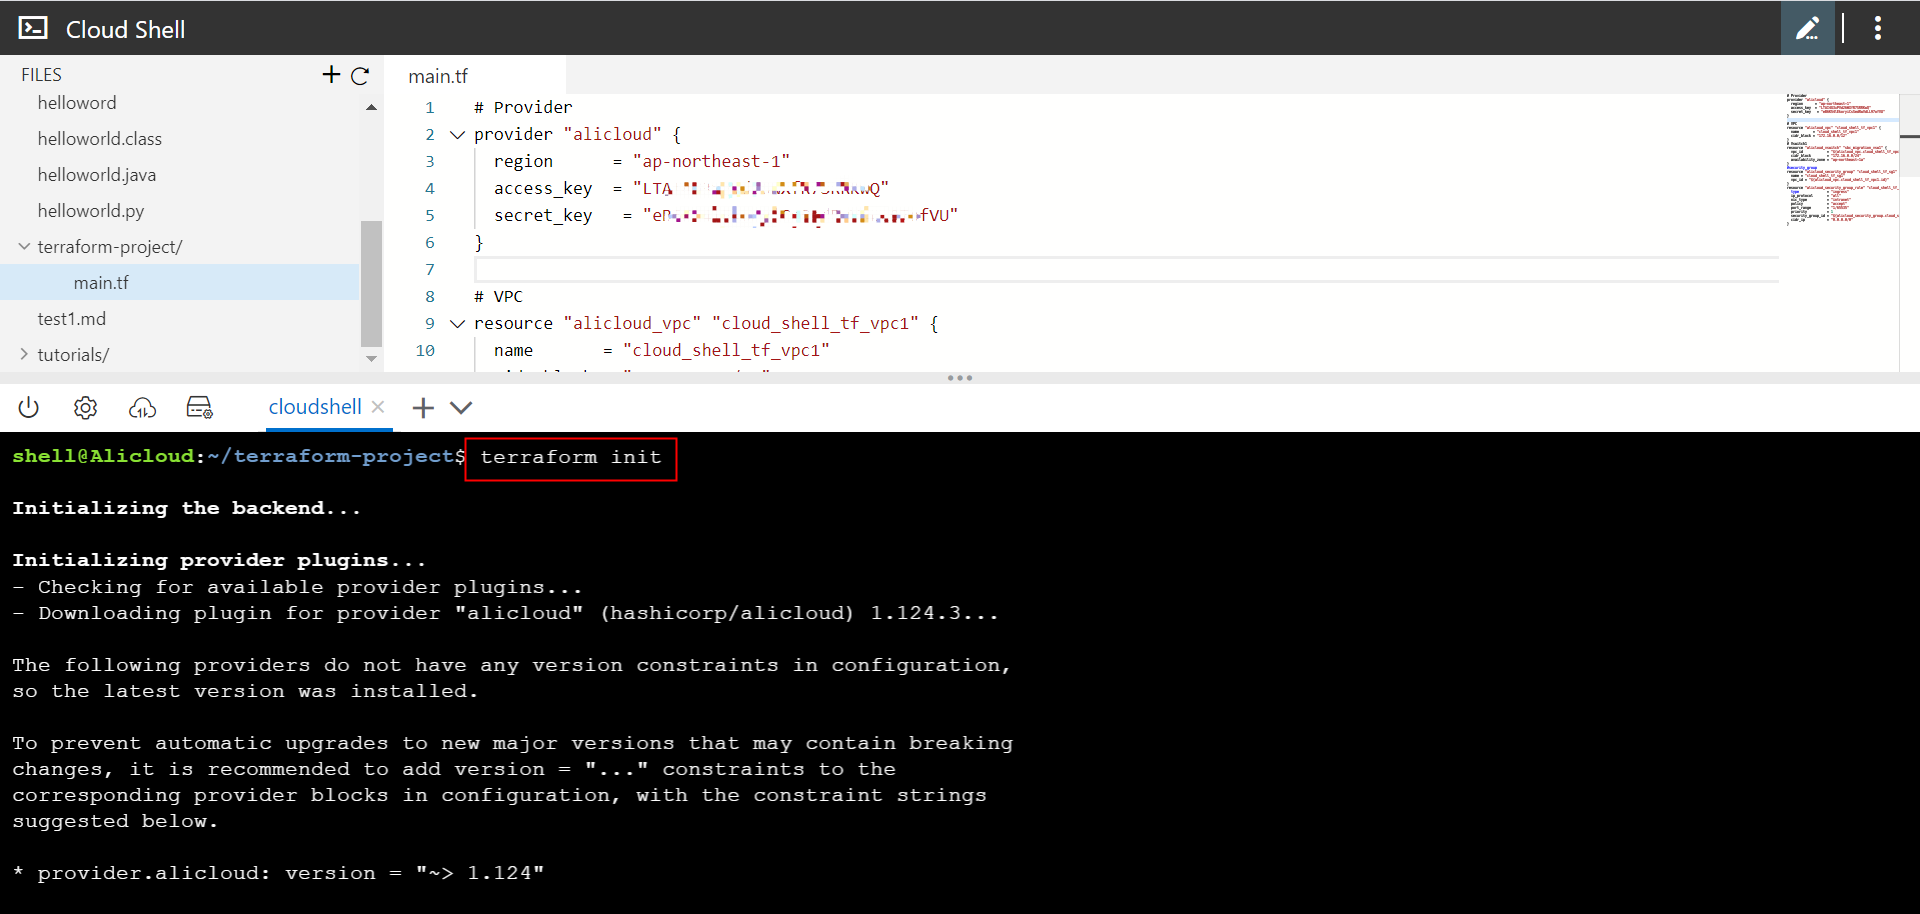 Cloud Shell
FILES
helloword
helloworld.class
helloworld.java
helloworld.py
terraform-project/
main.tf
test1.md
tutorials/
main.tf
1 # Provider
2 provider "alicloud" {
3 region = "ap-northeast-1"
4 access_key = "LTA Q"
5 secret_key = "eP fVU"
6 }
7
8 # VPC
9 resource "alicloud_vpc" "cloud_shell_tf_vpc1" {
10 name = "cloud_shell_tf_vpc1"
cloudshell
shell@Alicloud:~/terraform-project$ terraform init
Initializing the backend...
Initializing provider plugins...
- Checking for available provider plugins...
- Downloading plugin for provider "alicloud" (hashicorp/alicloud) 1.124.3...
The following providers do not have any version constraints in configuration,
so the latest version was installed.
To prevent automatic upgrades to new major versions that may contain breaking
changes, it is recommended to add version = "..." constraints to the
corresponding provider blocks in configuration, with the constraint strings
suggested below.
* provider.alicloud: version = "~> 1.124"